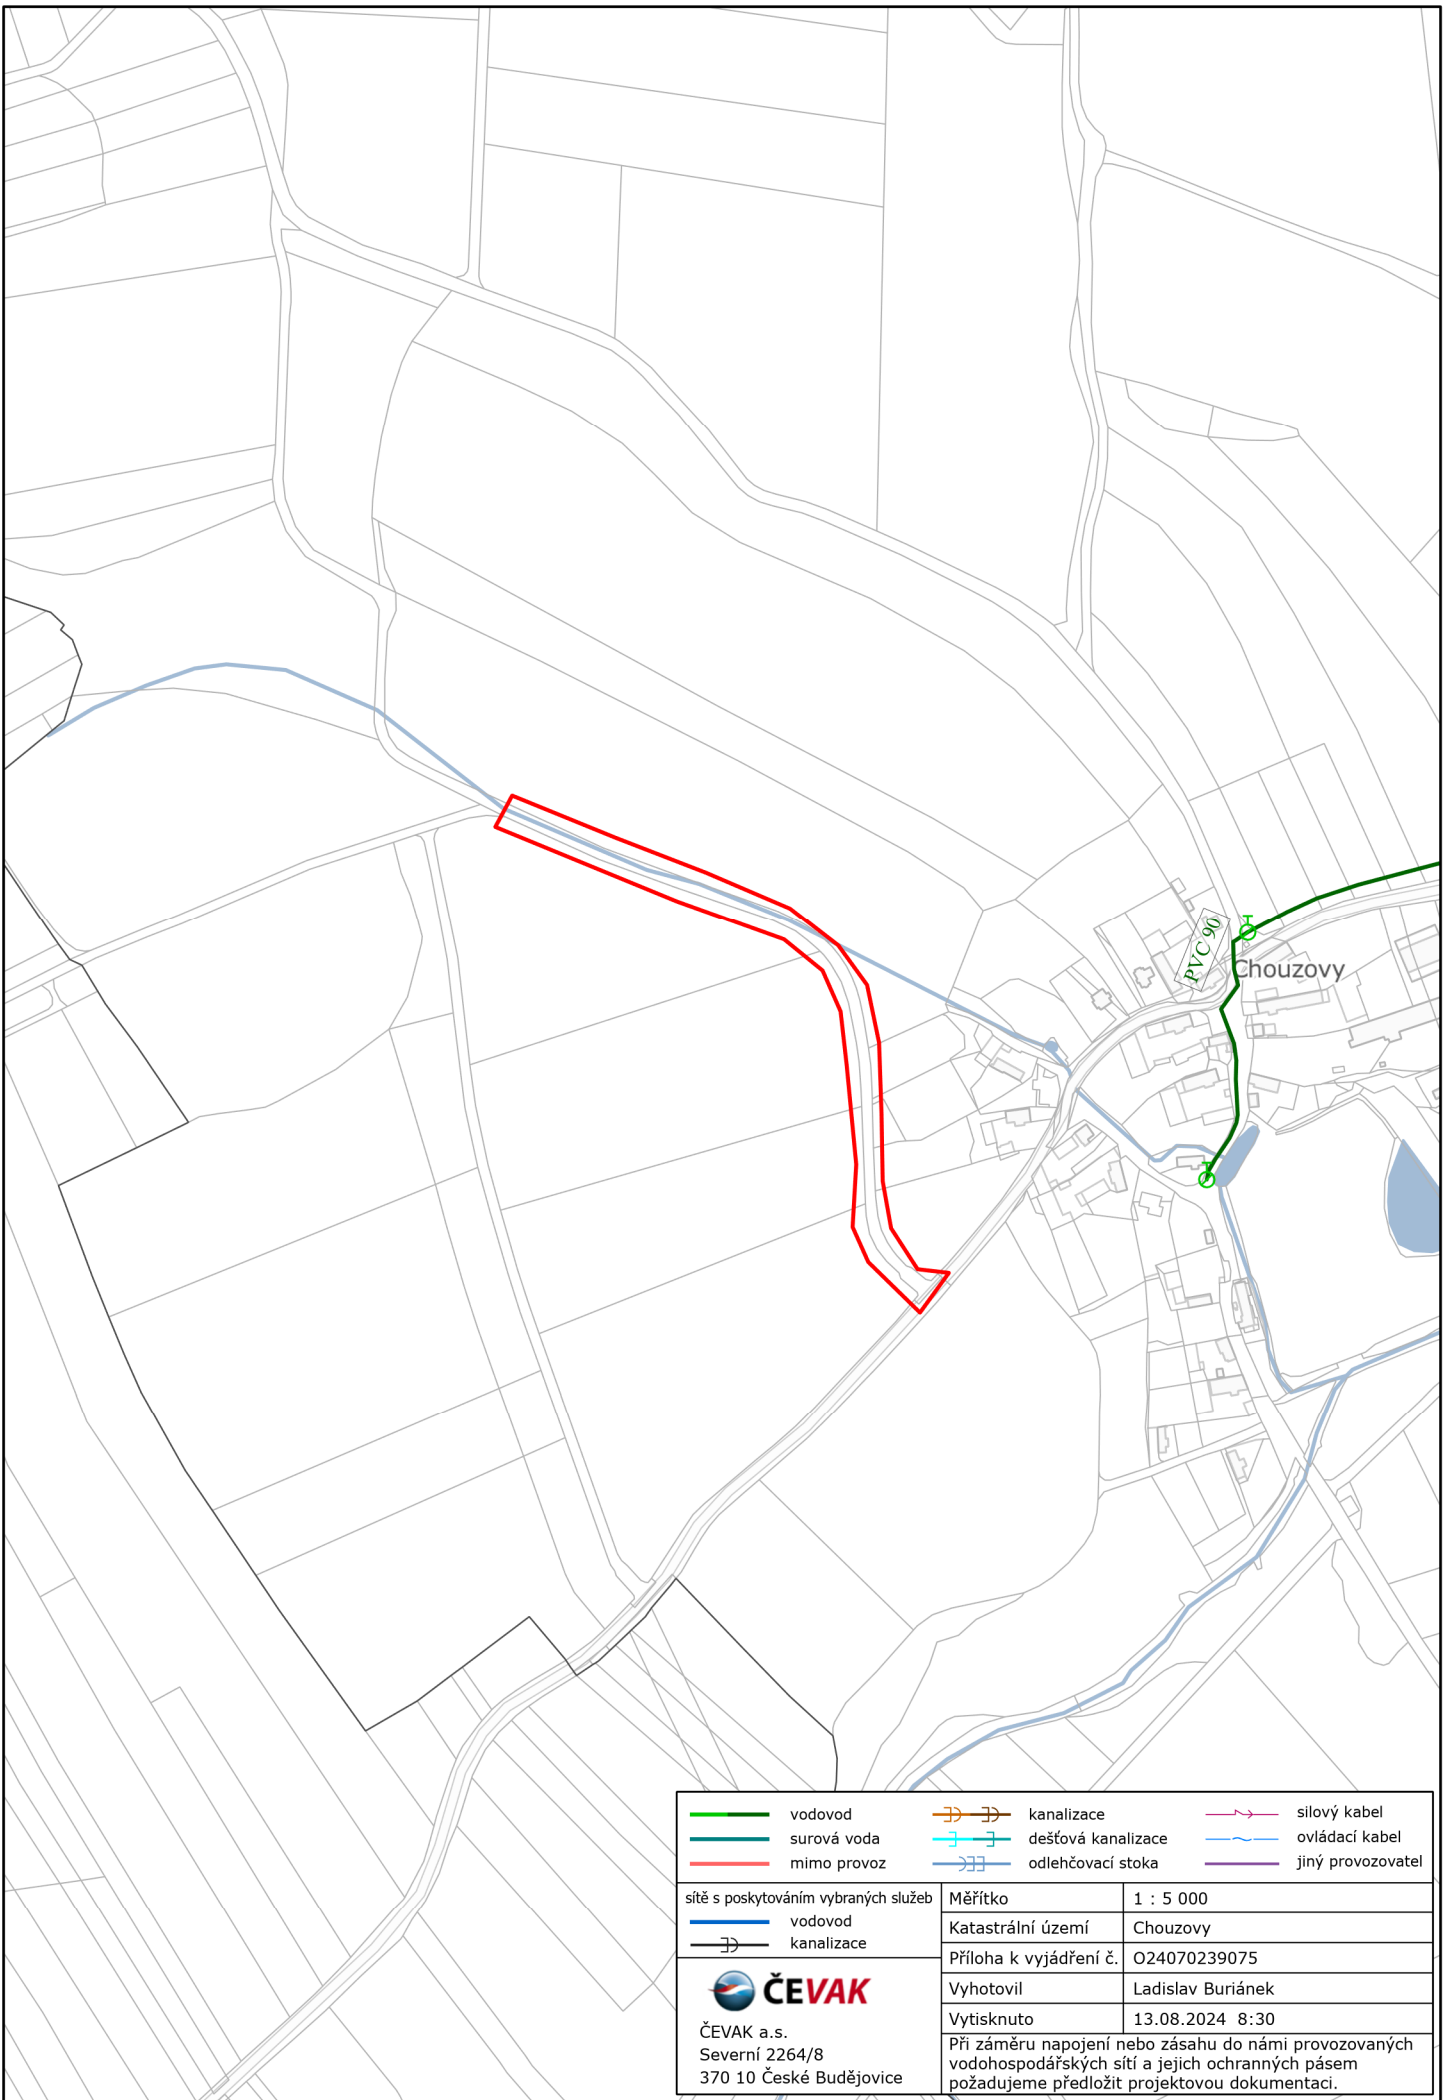 PVC 90
Chouzovy
vodovod
surová voda
mimo provoz
kanalizace
dešťová kanalizace
odlehčovací stoka
silový kabel
ovládací kabel
jiný provozovatel
sítě s poskytováním vybraných služeb
vodovod
kanalizace
ČEVAK
ČEVAK a.s.
Severní 2264/8
370 10 České Budějovice
Měřítko 1 : 5 000
Katastrální území Chouzovy
Příloha k vyjádření č. O24070239075
Vyhotovil Ladislav Buriánek
Vytisknuto 13.08.2024 8:30
Při záměru napojení nebo zásahu do námi provozovaných
vodohospodářských sítí a jejich ochranných pásem
požadujeme předložit projektovou dokumentaci.